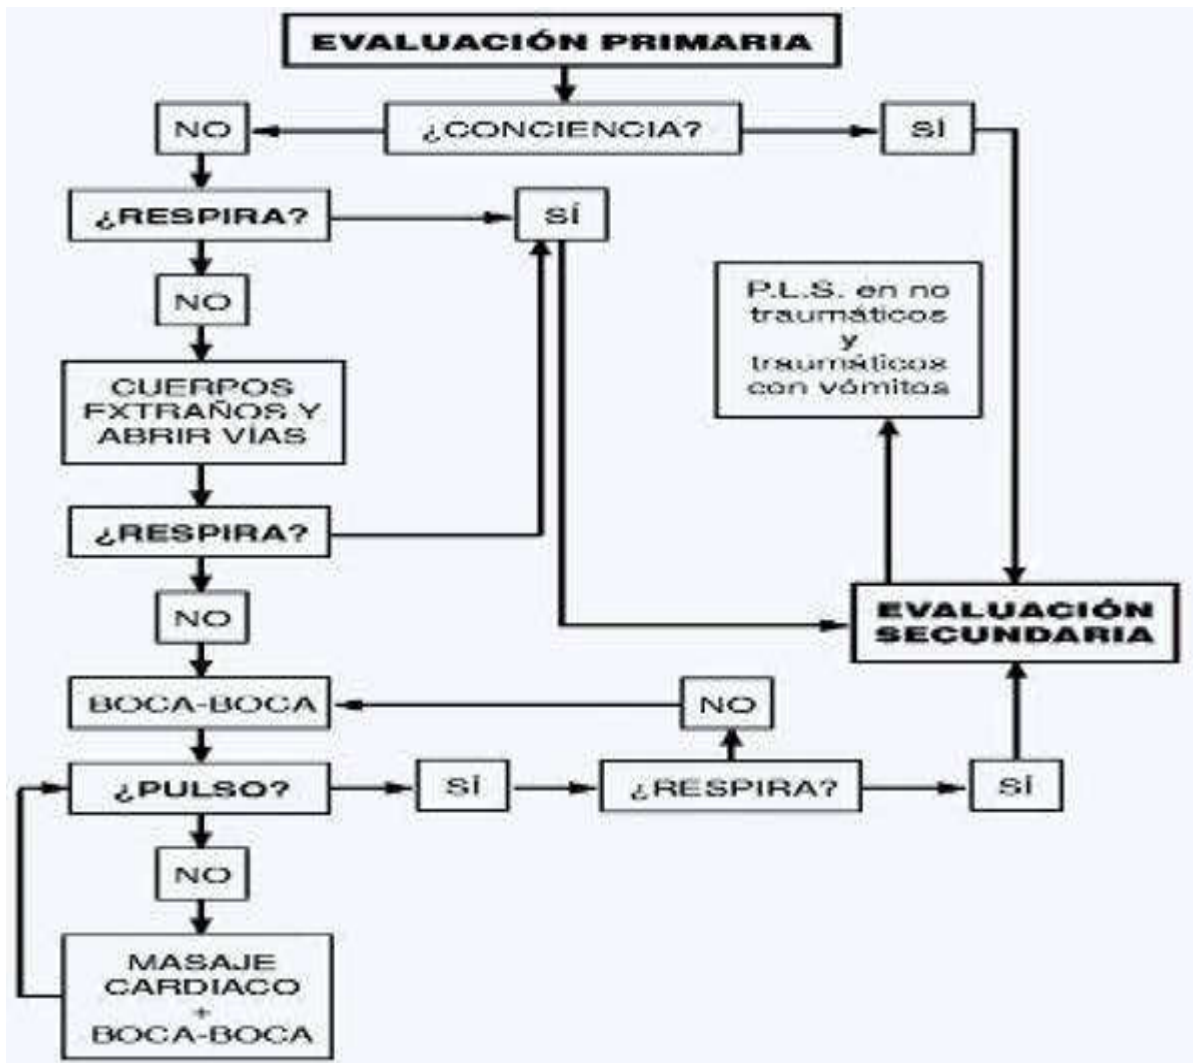 EVALUACIÓN PRIMARIA
NO
¿CONCIENCIA?
SÍ
¿RESPIRA?
SÍ
NO
P.L.S. en no
traumáticos
y
traumáticos
con vómitos
CUERPOS
EXTRAÑOS Y
ABRIR VÍAS
¿RESPIRA?
NO
EVALUACIÓN
SECUNDARIA
BOCA-BOCA
NO
¿PULSO?
SÍ
¿RESPIRA?
SÍ
NO
MASAJE
CARDIACO
+
BOCA-BOCA